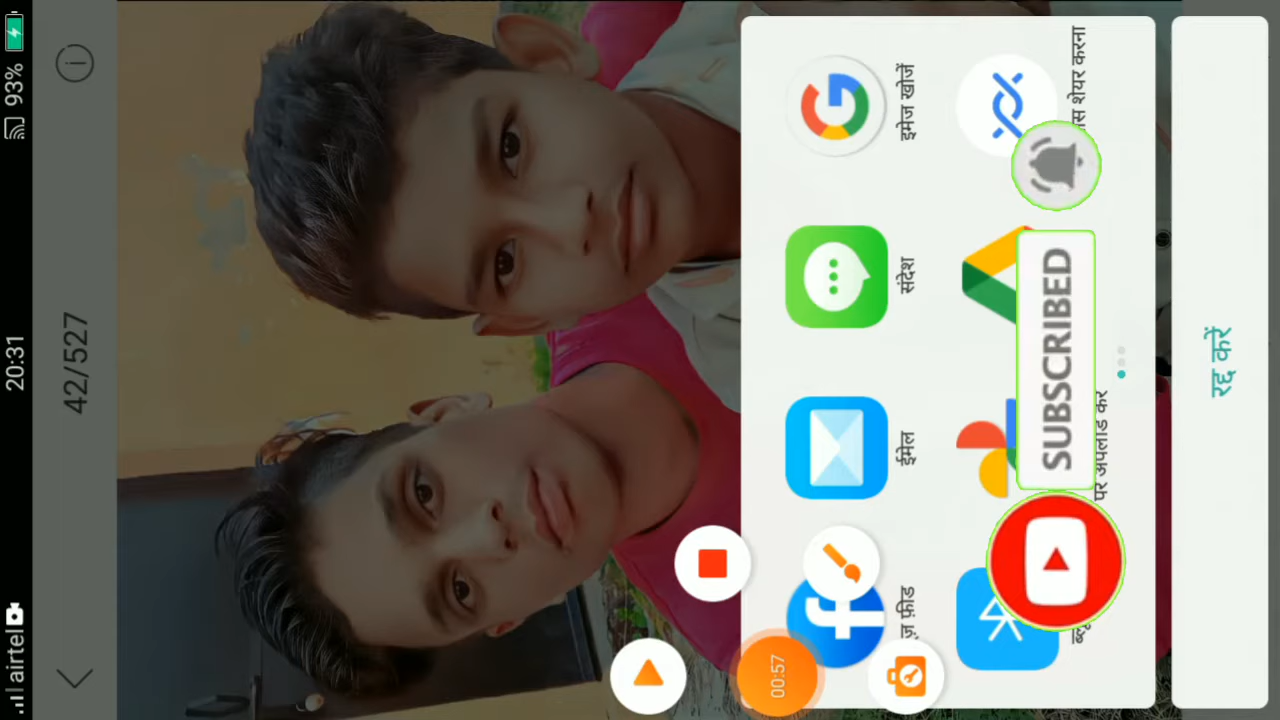 airtel
20:31
93%
42/527
इमेज खोजें
स शेयर करना
संदेश
ईमेल
पर अपलोड कर
ज़ फ़ीड
SUBSCRIBED
00:57
रद्द करें